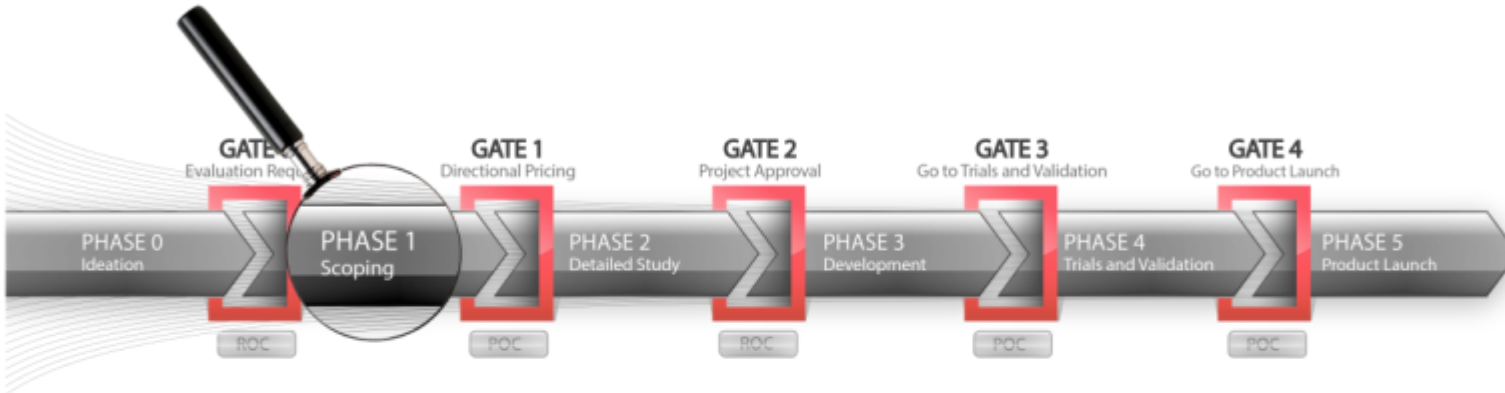 GATE
Evaluation Requ
GATE 1
Directional Pricing
GATE 2
Project Approval
GATE 3
Go to Trials and Validation
GATE 4
Go to Product Launch
PHASE 0
Ideation
PHASE 1
Scoping
PHASE 2
Detailed Study
PHASE 3
Development
PHASE 4
Trials and Validation
PHASE 5
Product Launch
ROC
POC
ROC
POC
POC